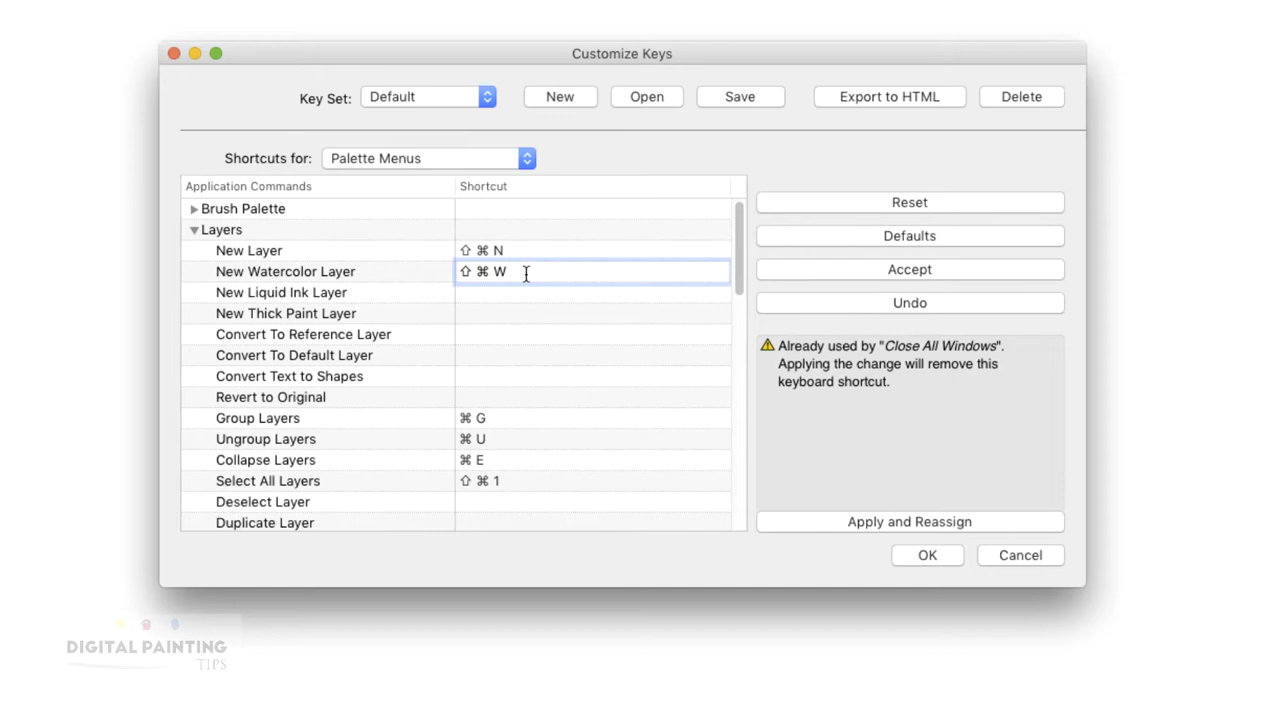 Customize Keys
Key Set: Default New Open Save Export to HTML Delete
Shortcuts for: Palette Menus
Application Commands Shortcut
Brush Palette
Layers
New Layer ⇧ ⌘ N
New Watercolor Layer ⇧ ⌘ W
New Liquid Ink Layer
New Thick Paint Layer
Convert To Reference Layer
Convert To Default Layer
Convert Text to Shapes
Revert to Original
Group Layers ⌘ G
Ungroup Layers ⌘ U
Collapse Layers ⌘ E
Select All Layers ⇧ ⌘ 1
Deselect Layer
Duplicate Layer
Reset
Defaults
Accept
Undo
Already used by "Close All Windows".
Applying the change will remove this
keyboard shortcut.
Apply and Reassign
OK Cancel
DIGITAL PAINTING
TIPS